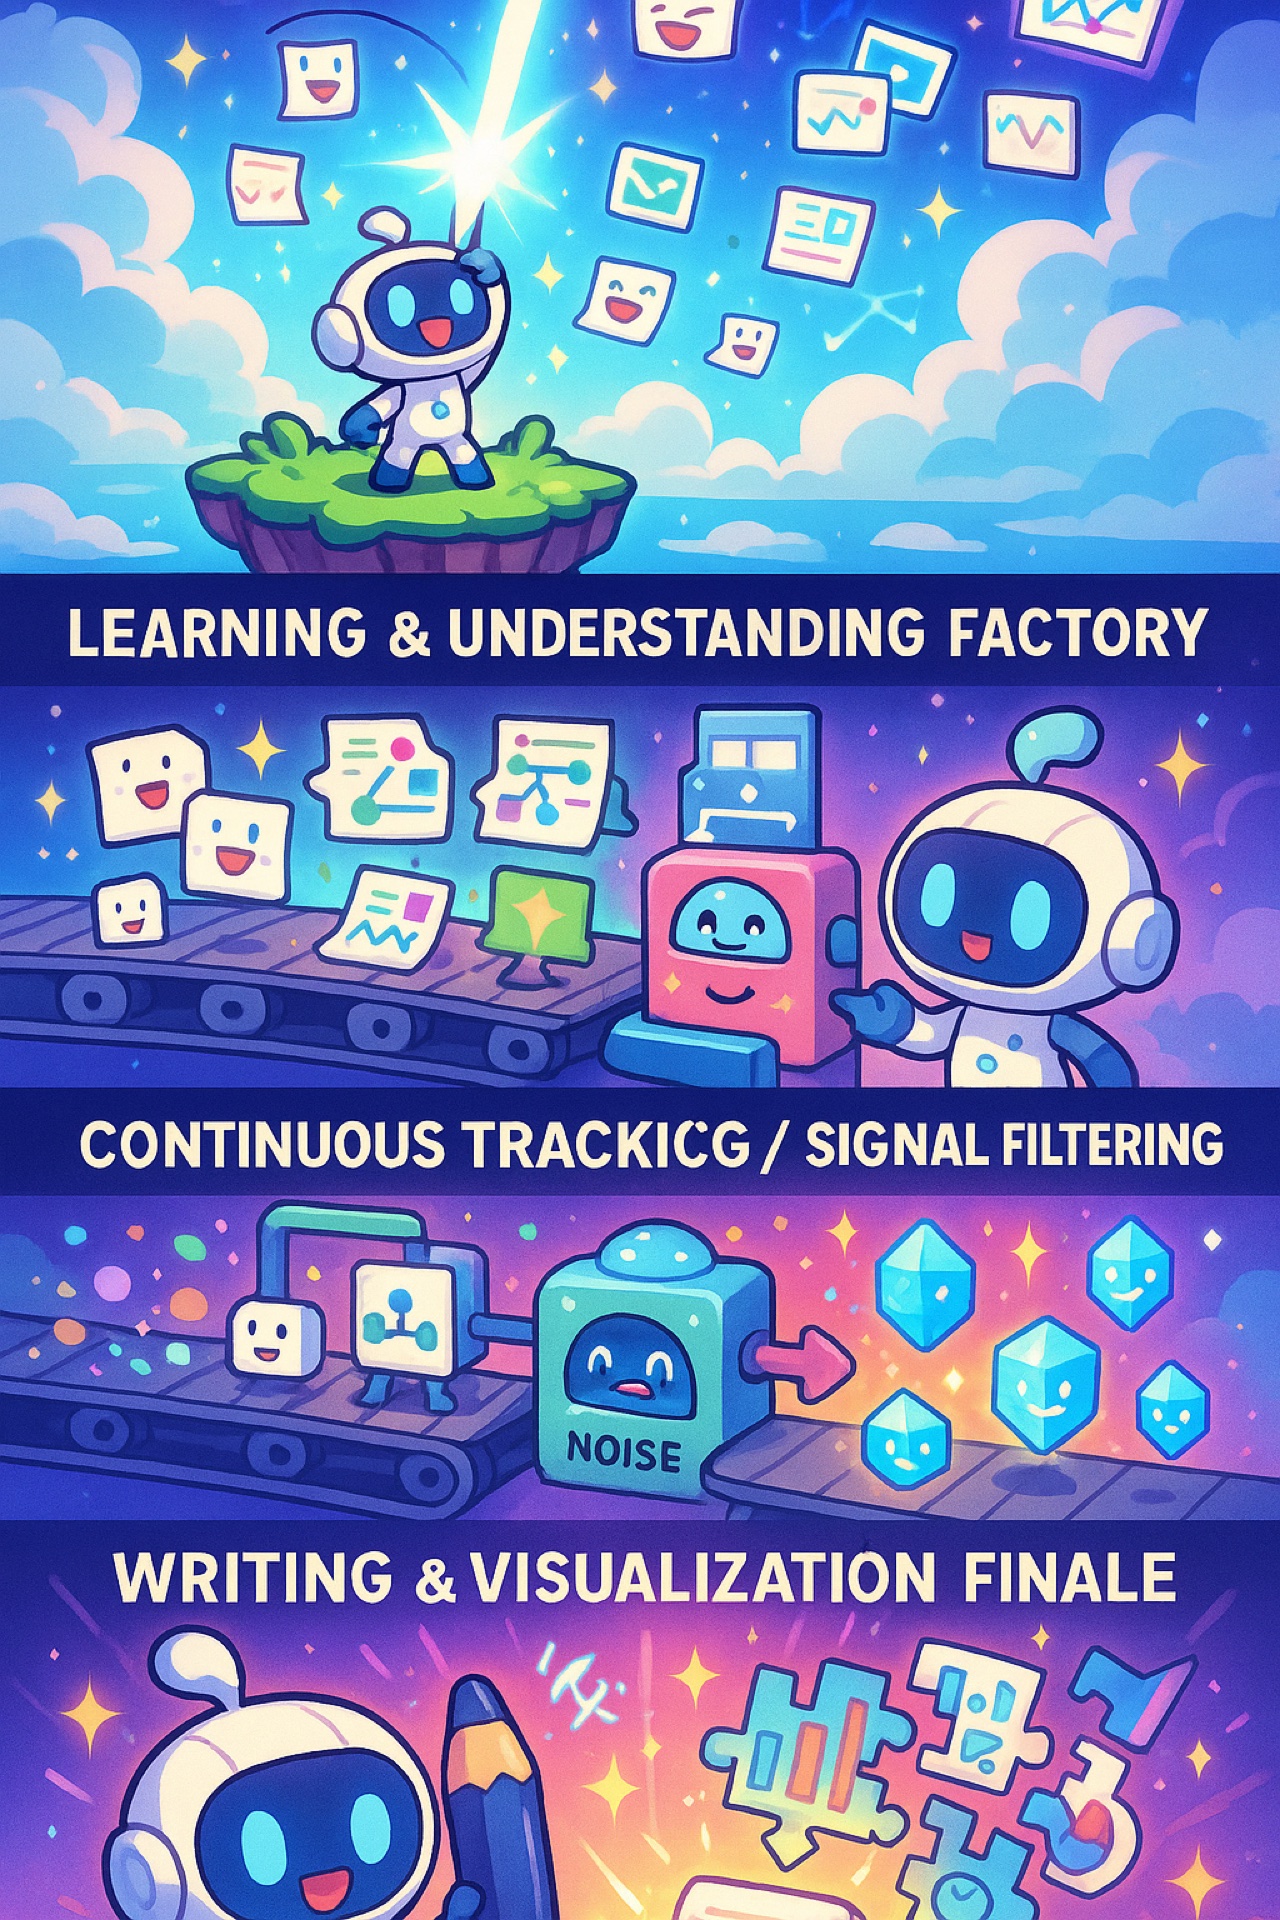 LEARNING & UNDERSTANDING FACTORY
CONTINUOUS TRACKICG / SIGNAL FILTERING
NOISE
WRITING & VISUALIZATION FINALE